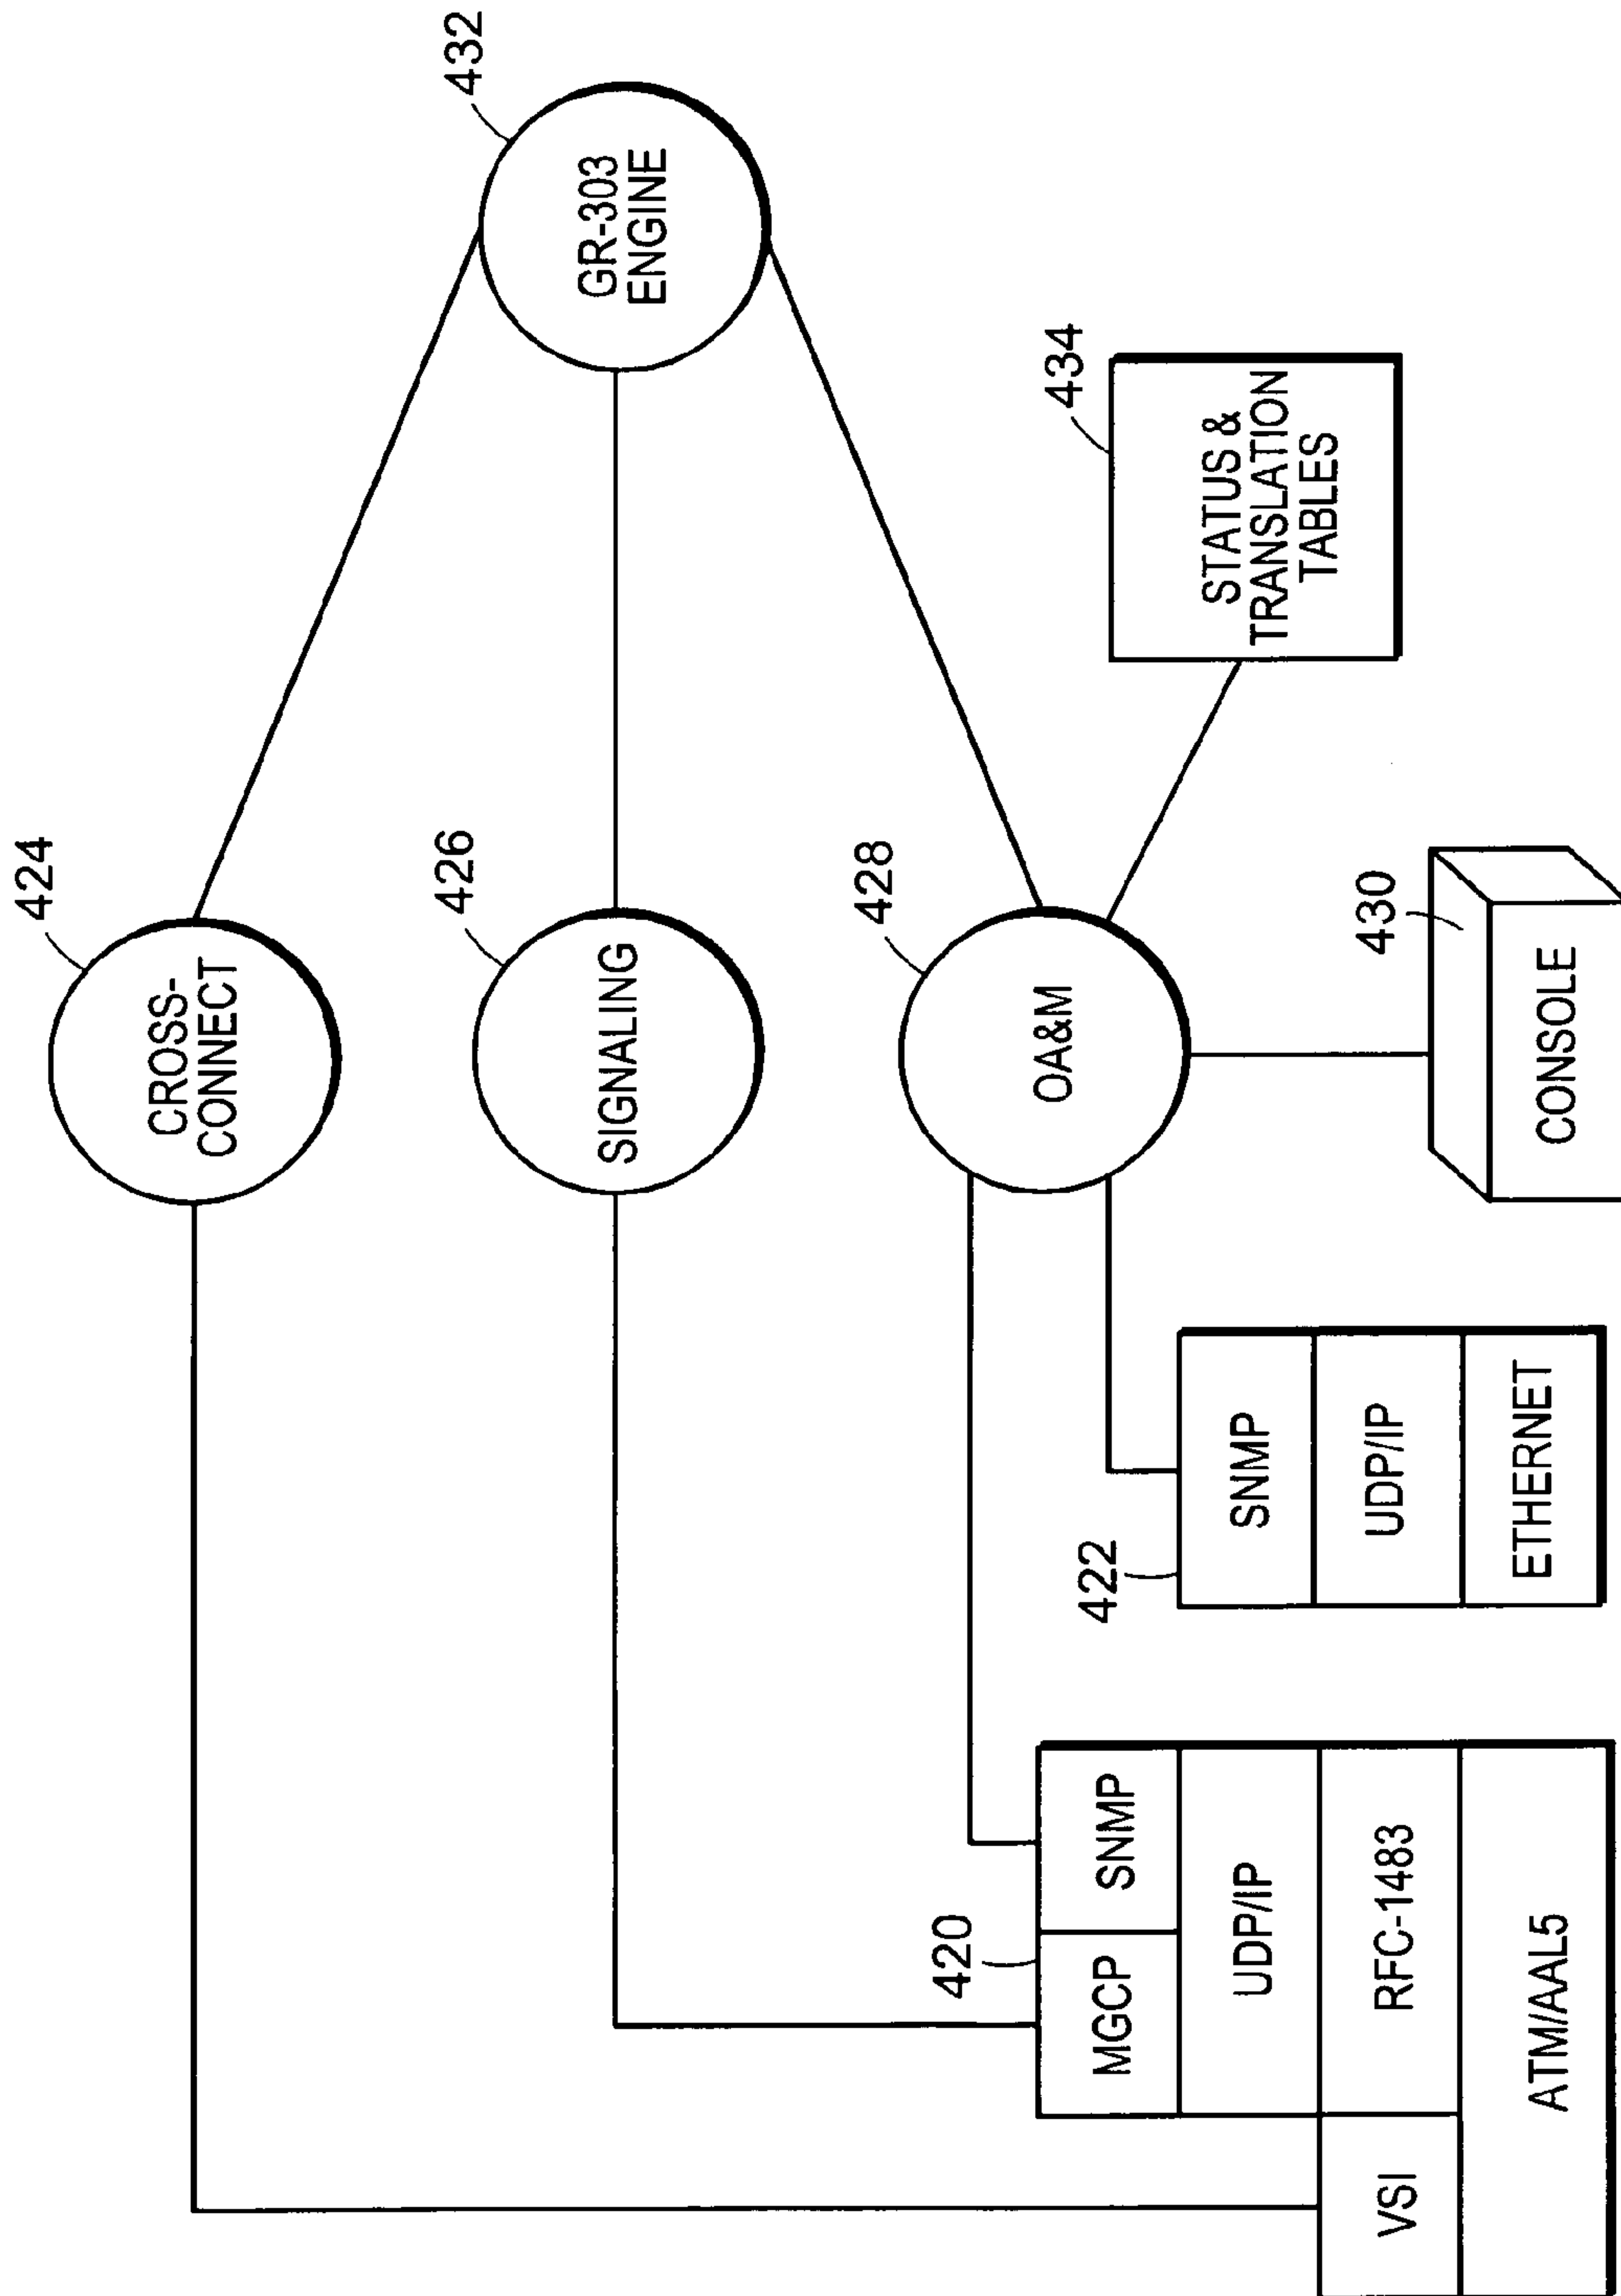 424
CROSS-
CONNECT
432
GR-303
ENGINE
426
SIGNALING
428
OA&M
434
STATUS &
TRANSLATION
TABLES
430
CONSOLE
422
SNMP
UDP/IP
ETHERNET
420
MGCP
SNMP
UDP/IP
VSI
RFC-1483
ATM/AAL5